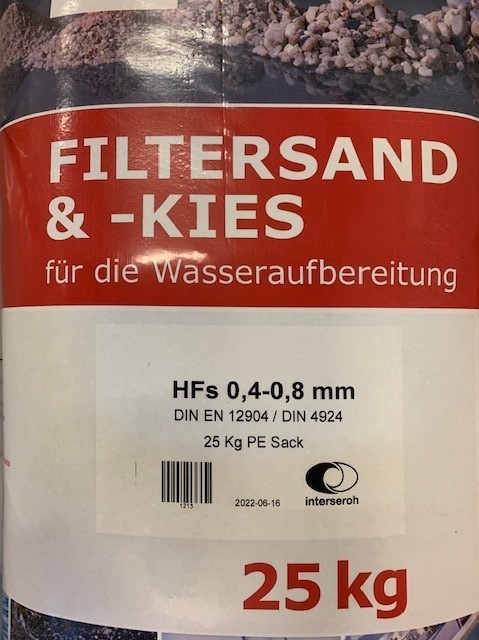 FILTERSAND
& -KIES
für die Wasseraufbereitung
HFs 0,4-0,8 mm
DIN EN 12904 / DIN 4924
25 Kg PE Sack
1213
2022-06-16
interseroh
25 kg